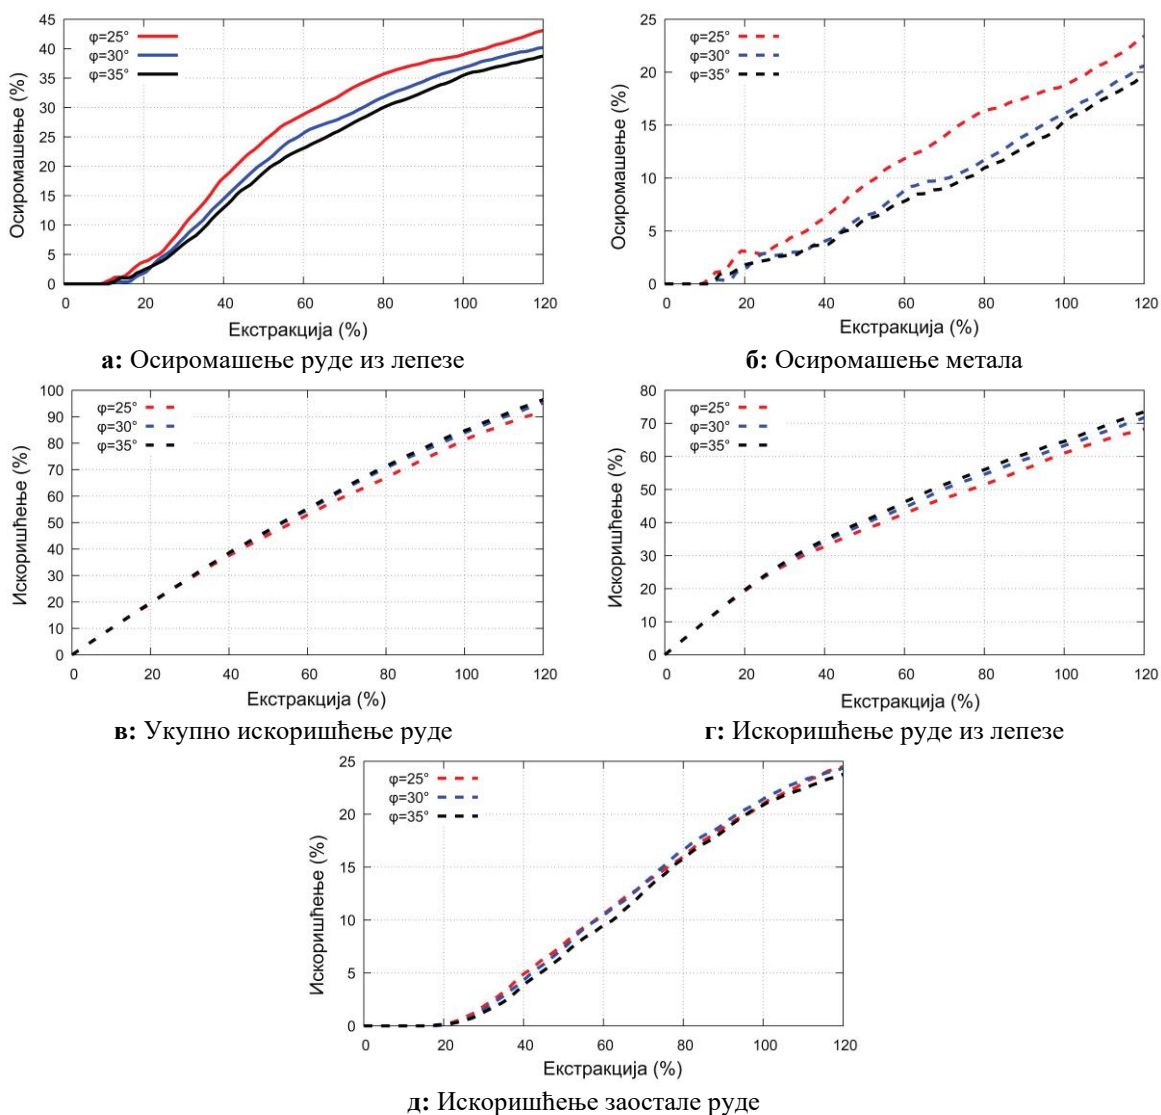 45
40
35
30
25
20
15
10
5
0
φ=25°
φ=30°
φ=35°
Осиромашење (%)
0 20 40 60 80 100 120
Екстракција (%)
а: Осиромашење руде из лепезе
25
20
15
10
5
0
φ=25°
φ=30°
φ=35°
Осиромашење (%)
0 20 40 60 80 100 120
Екстракција (%)
б: Осиромашење метала
100
90
80
70
60
50
40
30
20
10
0
φ=25°
φ=30°
φ=35°
Искоришћење (%)
0 20 40 60 80 100 120
Екстракција (%)
в: Укупно искоришћење руде
80
70
60
50
40
30
20
10
0
φ=25°
φ=30°
φ=35°
Искоришћење (%)
0 20 40 60 80 100 120
Екстракција (%)
г: Искоришћење руде из лепезе
25
20
15
10
5
0
φ=25°
φ=30°
φ=35°
Искоришћење (%)
0 20 40 60 80 100 120
Екстракција (%)
д: Искоришћење заостале руде